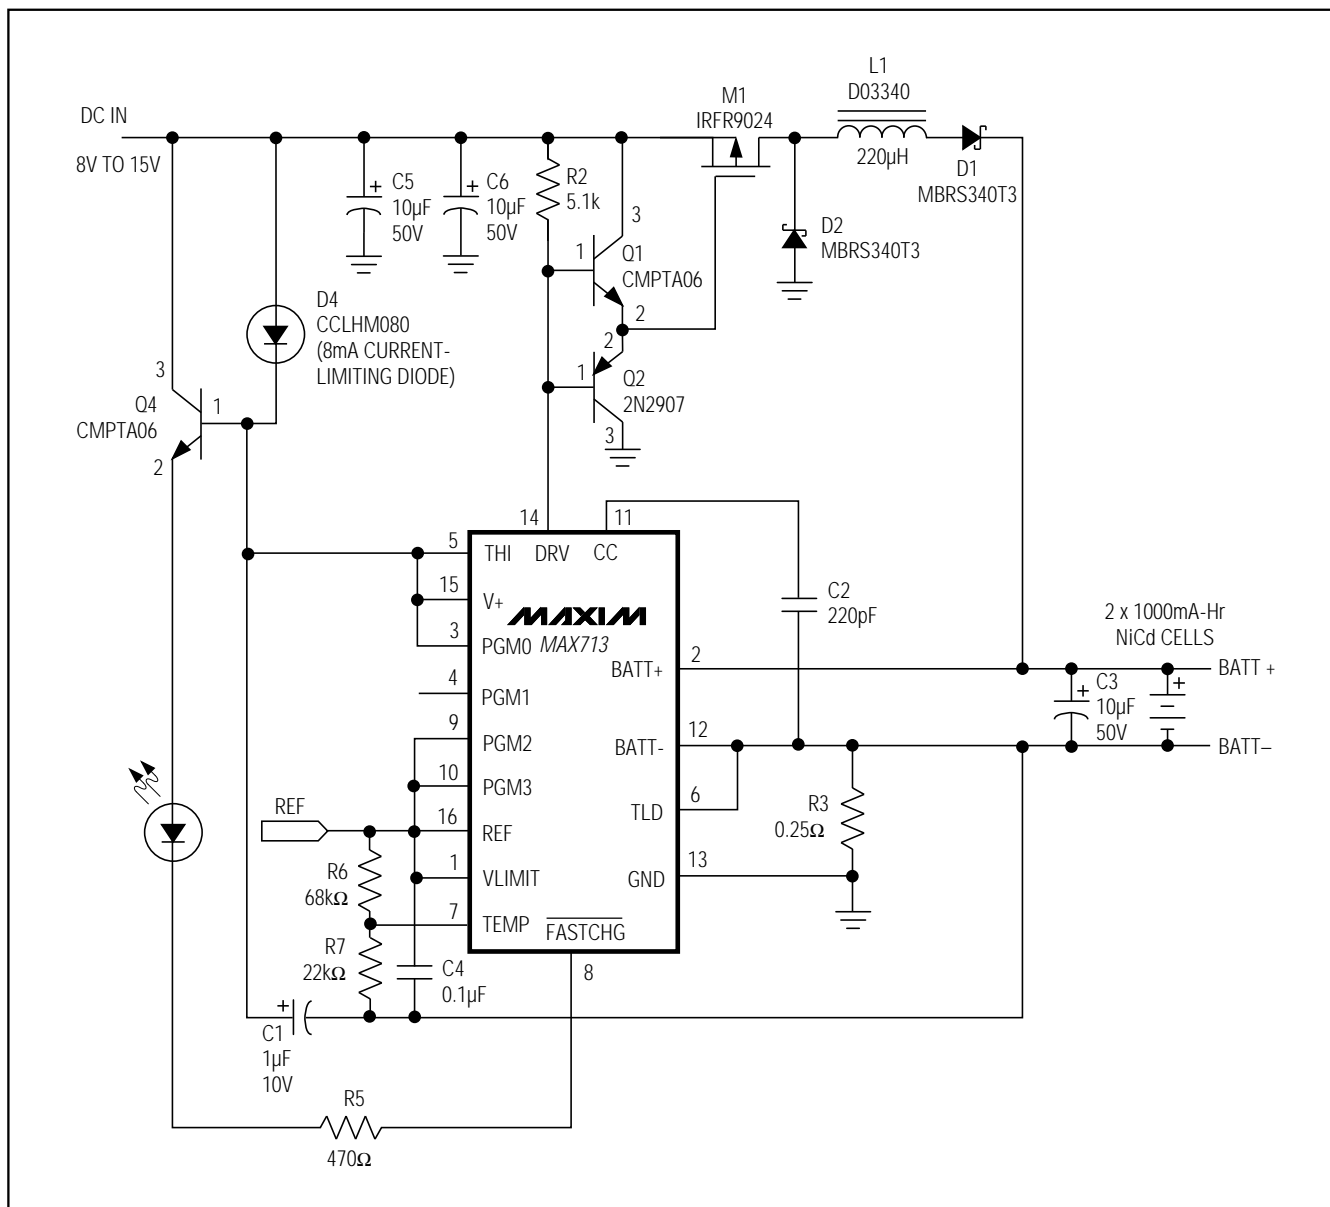 L1
D03340
220µH
M1
IRFR9024
D1
MBRS340T3
DC IN
8V TO 15V
C5
10µF
50V
C6
10µF
50V
R2
5.1k
3
1
Q1
CMPTA06
2
D2
MBRS340T3
D4
CCLHM080
(8mA CURRENT-
LIMITING DIODE)
2
1
Q2
2N2907
3
3
1
Q4
CMPTA06
2
14
11
5
THI
DRV
CC
15
V+
MAXIM
MAX713
3
PGM0
4
PGM1
9
PGM2
10
PGM3
16
REF
1
VLIMIT
7
TEMP
FASTCHG
8
BATT+
2
BATT-
12
TLD
6
GND
13
C2
220pF
2 x 1000mA-Hr
NiCd CELLS
BATT +
C3
10µF
50V
BATT–
R3
0.25Ω
REF
R6
68kΩ
R7
22kΩ
C4
0.1µF
C1
1µF
10V
R5
470Ω